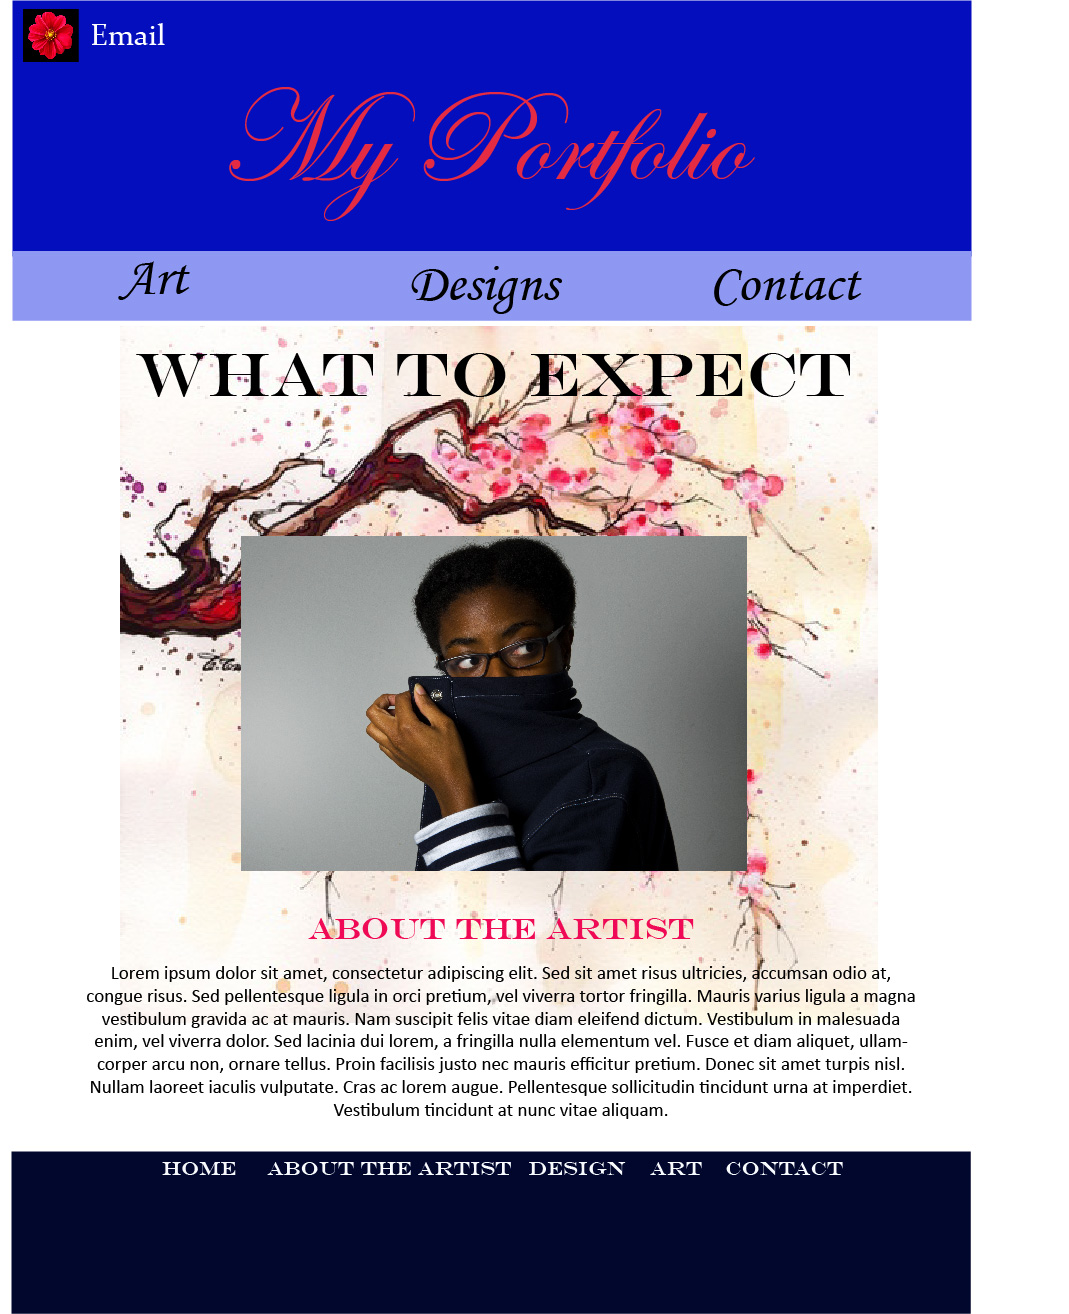 Email
My Portfolio
Art Designs Contact
WHAT TO EXPECT
ABOUT THE ARTIST
Lorem ipsum dolor sit amet, consectetur adipiscing elit. Sed sit amet risus ultricies, accumsan odio at,
congue risus. Sed pellentesque ligula in orci pretium, vel viverra tortor fringilla. Mauris varius ligula a magna
vestibulum gravida ac at mauris. Nam suscipit felis vitae diam eleifend dictum. Vestibulum in malesuada
enim, vel viverra dolor. Sed lacinia dui lorem, a fringilla nulla elementum vel. Fusce et diam aliquet, ullam-
corper arcu non, ornare tellus. Proin facilisis justo nec mauris efficitur pretium. Donec sit amet turpis nisl.
Nullam laoreet iaculis vulputate. Cras ac lorem augue. Pellentesque sollicitudin tincidunt urna at imperdiet.
Vestibulum tincidunt at nunc vitae aliquam.
HOME ABOUT THE ARTIST DESIGN ART CONTACT